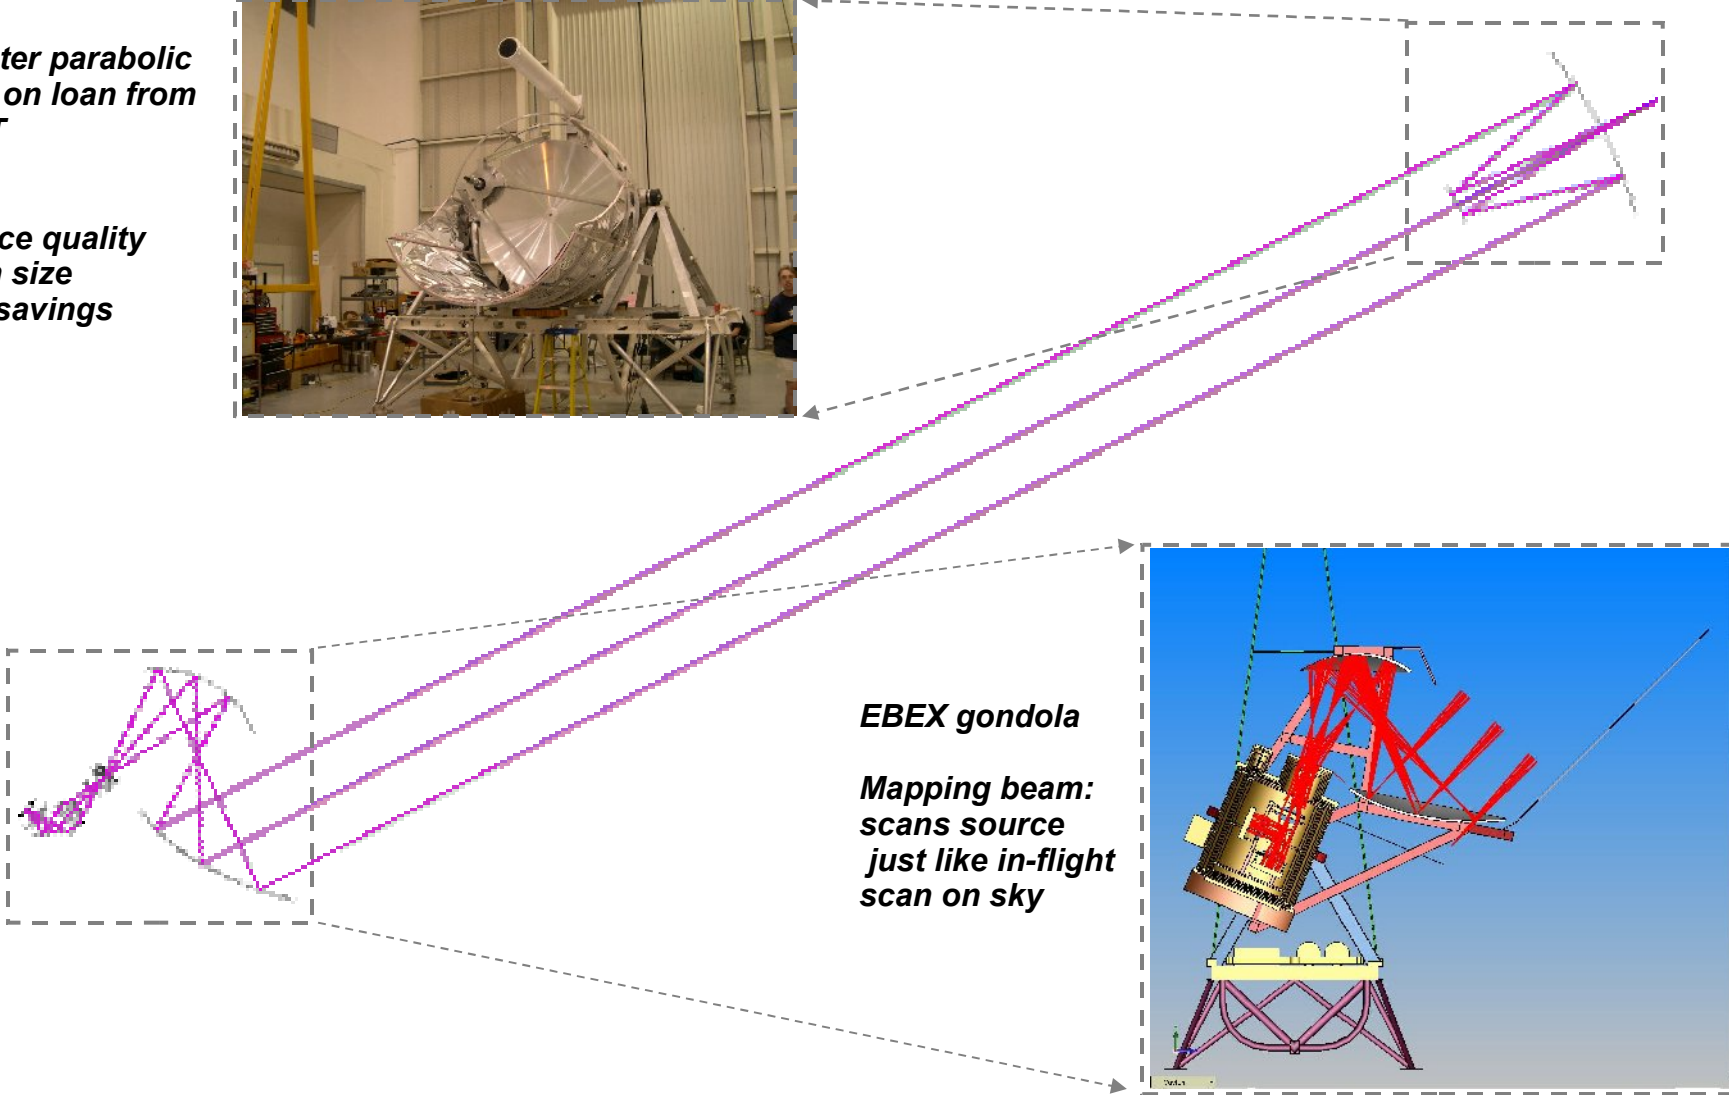 ter parabolic
on loan from
ce quality
size
savings
EBEX gondola
Mapping beam:
scans source
just like in-flight
scan on sky